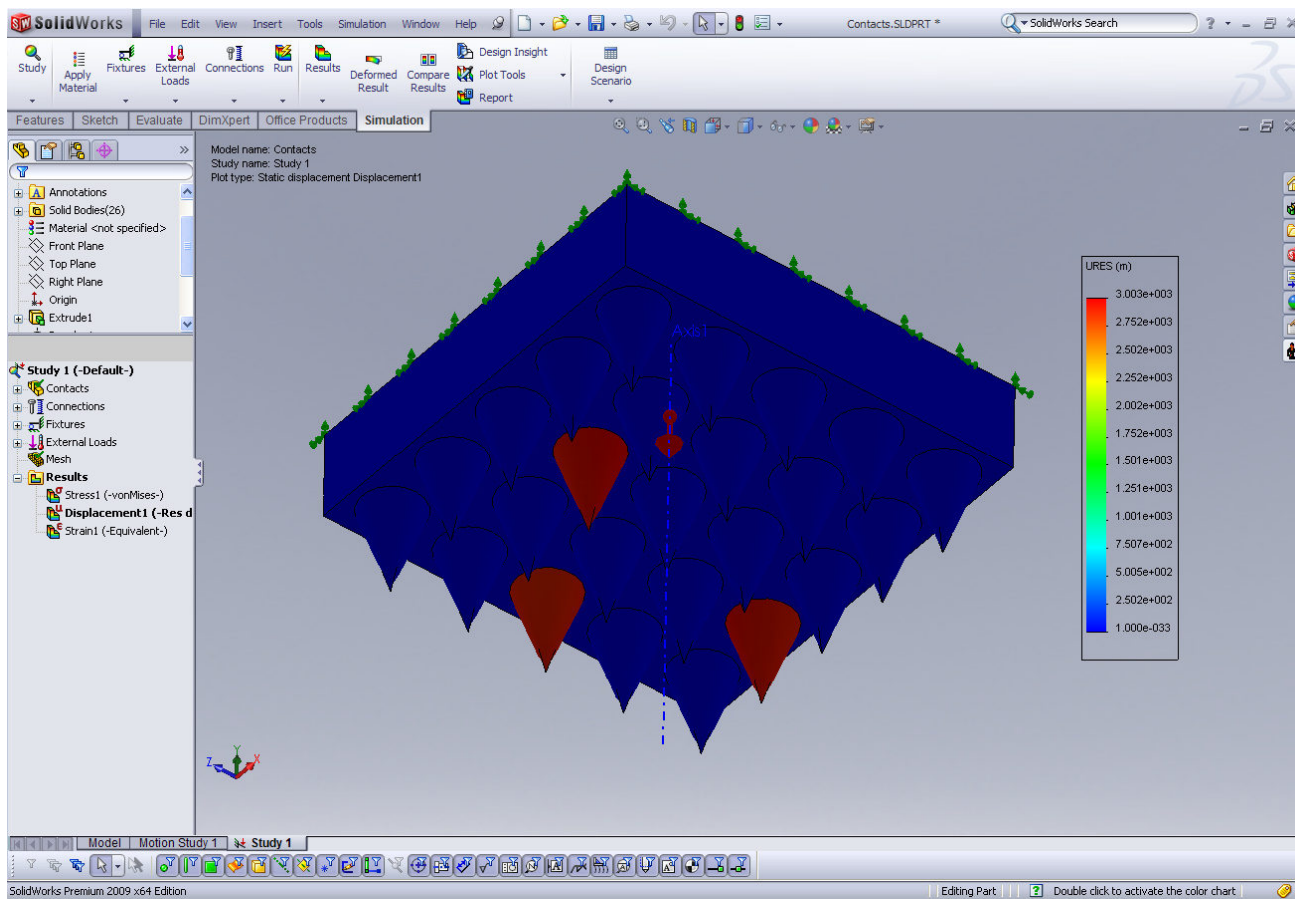 SolidWorks File Edit View Insert Tools Simulation Window Help Contacts.SLDPRT * SolidWorks Search ?
Study Apply Material Fixtures External Loads Connections Run Results Deformed Result Compare Results Design Insight Plot Tools Report Design Scenario
Features Sketch Evaluate DimXpert Office Products Simulation
Annotations
Solid Bodies(26)
Material <not specified>
Front Plane
Top Plane
Right Plane
Origin
Extrude1
Study 1 (-Default-)
Contacts
Connections
Fixtures
External Loads
Mesh
Results
Stress1 (-vonMises-)
Displacement1 (-Res d
Strain1 (-Equivalent-)
Model name: Contacts
Study name: Study 1
Plot type: Static displacement Displacement1
Axis1
URES (m)
3.003e+003
2.752e+003
2.502e+003
2.252e+003
2.002e+003
1.752e+003
1.501e+003
1.251e+003
1.001e+003
7.507e+002
5.005e+002
2.502e+002
1.000e-033
Y
Z X
Model Motion Study 1 Study 1
SolidWorks Premium 2009 x64 Edition Editing Part ? Double click to activate the color chart